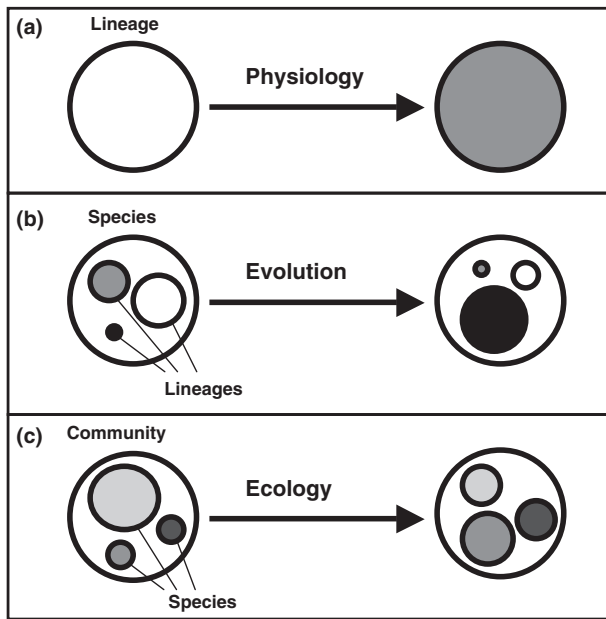 (a)
Lineage
Physiology
(b)
Species
Evolution
Lineages
(c)
Community
Ecology
Species